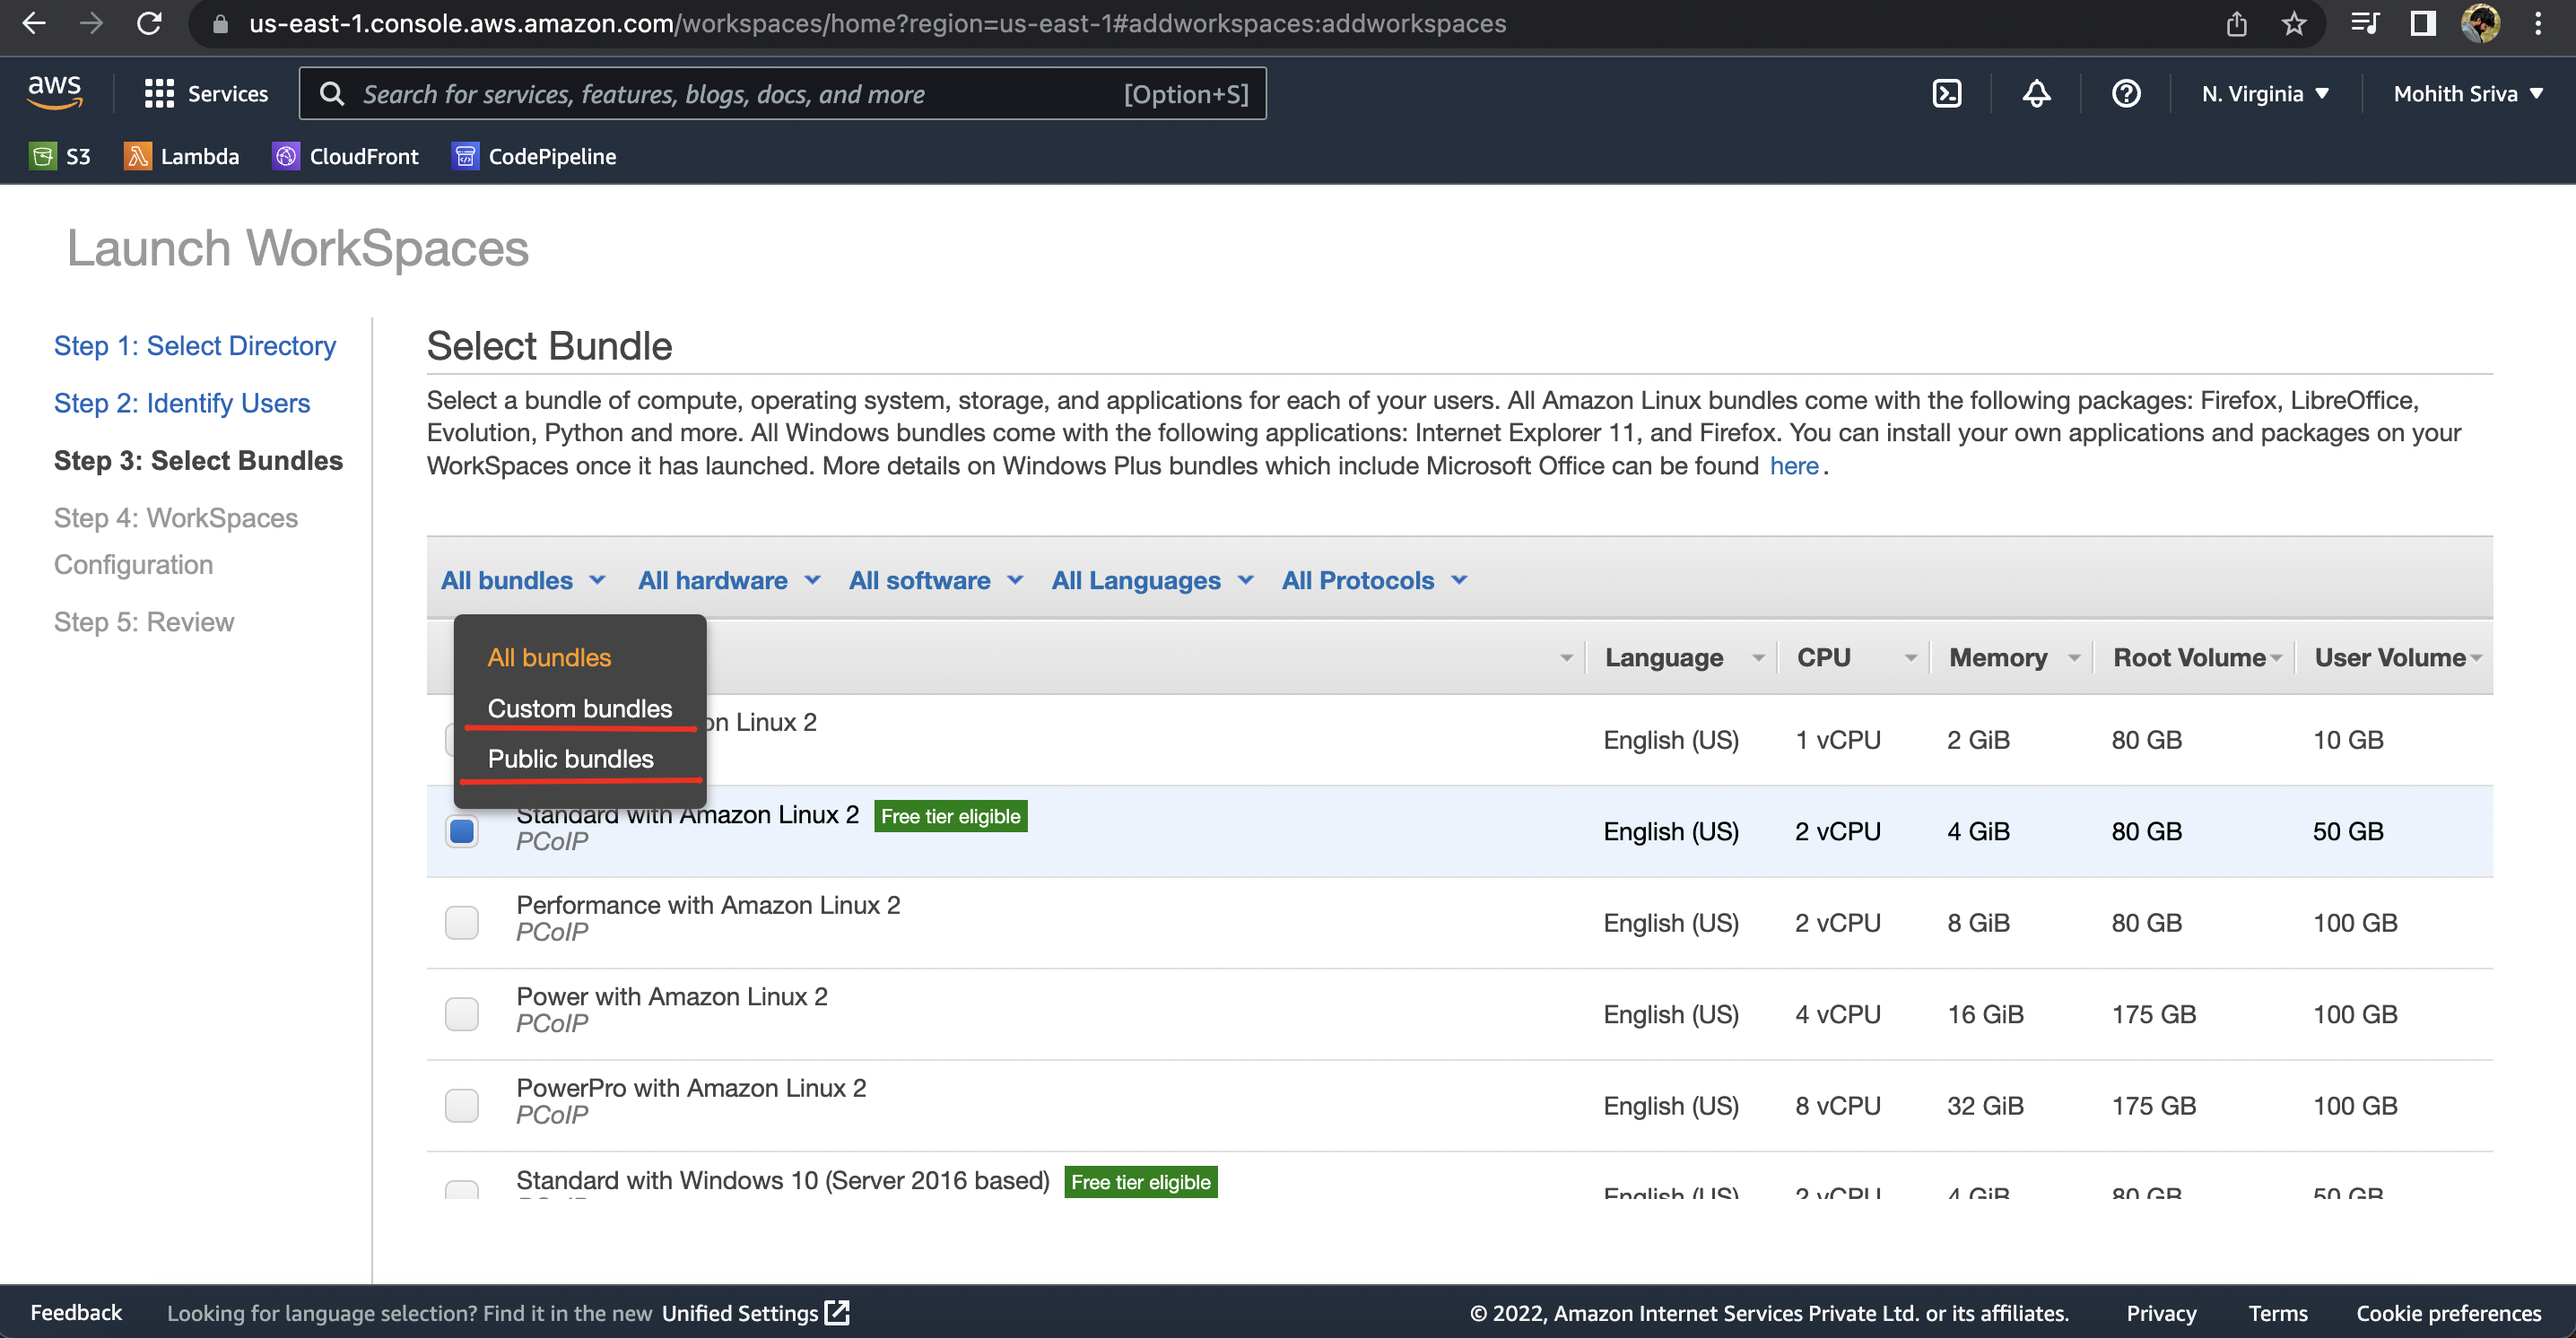 us-east-1.console.aws.amazon.com/workspaces/home?region=us-east-1#addworkspaces:addworkspaces
aws
Services
Search for services, features, blogs, docs, and more
[Option+S]
N. Virginia
Mohith Sriva
S3
Lambda
CloudFront
CodePipeline
Launch WorkSpaces
Step 1: Select Directory
Step 2: Identify Users
Step 3: Select Bundles
Step 4: WorkSpaces
Configuration
Step 5: Review
Select Bundle
Select a bundle of compute, operating system, storage, and applications for each of your users. All Amazon Linux bundles come with the following packages: Firefox, LibreOffice,
Evolution, Python and more. All Windows bundles come with the following applications: Internet Explorer 11, and Firefox. You can install your own applications and packages on your
WorkSpaces once it has launched. More details on Windows Plus bundles which include Microsoft Office can be found here.
All bundles All hardware All software All Languages All Protocols
All bundles
Custom bundles
Public bundles
Language CPU Memory Root Volume User Volume
on Linux 2
English (US) 1 vCPU 2 GiB 80 GB 10 GB
Standard with Amazon Linux 2 Free tier eligible
PCoIP
English (US) 2 vCPU 4 GiB 80 GB 50 GB
Performance with Amazon Linux 2
PCoIP
English (US) 2 vCPU 8 GiB 80 GB 100 GB
Power with Amazon Linux 2
PCoIP
English (US) 4 vCPU 16 GiB 175 GB 100 GB
PowerPro with Amazon Linux 2
PCoIP
English (US) 8 vCPU 32 GiB 175 GB 100 GB
Standard with Windows 10 (Server 2016 based) Free tier eligible
English (US) 2 vCPU 4 GiB 80 GB 50 GB
Feedback
Looking for language selection? Find it in the new Unified Settings
© 2022, Amazon Internet Services Private Ltd. or its affiliates.
Privacy
Terms
Cookie preferences